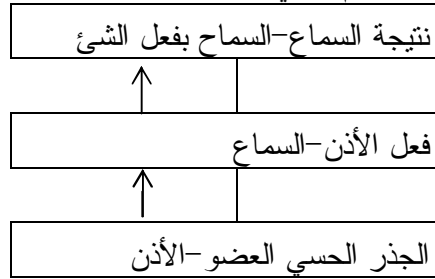 نتيجة السماع-السماح بفعل الشئ
فعل الأذن-السماع
الجذر الحسي العضو-الأذن